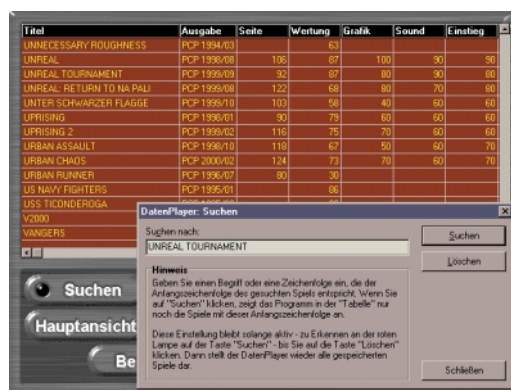 Titel Ausgabe Seite Wertung Grafik Sound Einstieg
UNNECESSARY ROUGHNESS PCP 1994/03 63
UNREAL PCP 1998/08 106 87 100 90 90
UNREAL TOURNAMENT PCP 1999/09 92 87 80 90 80
UNREAL: RETURN TO NA PALI PCP 1999/08 122 68 80 70 80
UNTER SCHWARZER FLAGGE PCP 1999/10 103 58 40 60 60
UPRISING PCP 1998/01 90 79 60 60 60
UPRISING 2 PCP 1999/02 116 75 70 60 60
URBAN ASSAULT PCP 1998/10 118 67 50 60 70
URBAN CHAOS PCP 2000/02 124 73 70 60 70
URBAN RUNNER PCP 1996/07 80 30
US NAVY FIGHTERS PCP 1995/01 86
USS TICONDEROGA
V2000
VANGERS
DatenPlayer: Suchen
Suchen nach:
UNREAL TOURNAMENT
Suchen
Löschen
Hinweis
Geben Sie einen Begriff oder eine Zeichenfolge ein, die der
Anfangszeichenfolge des gesuchten Spiels entspricht. Wenn Sie
auf "Suchen" klicken, zeigt das Programm in der "Tabelle" nur
noch die Spiele mit dieser Anfangszeichenfolge an.
Diese Einstellung bleibt solange aktiv - zu Erkennen an der roten
Lampe auf der Taste "Suchen" - bis Sie auf die Taste "Löschen"
klicken. Dann stellt der DatenPlayer wieder alle gespeicherten
Spiele dar.
Schließen
Suchen
Hauptansicht
Be